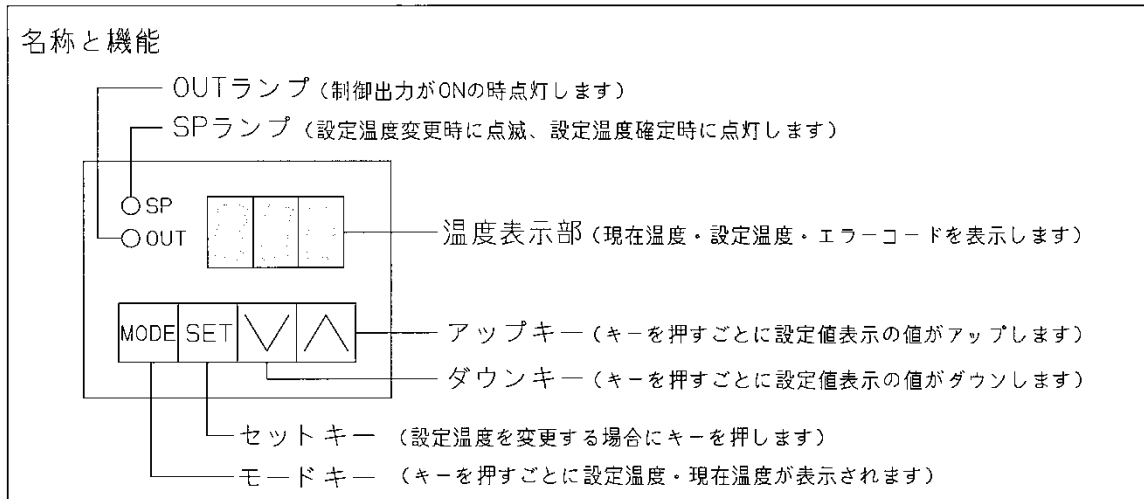 名称と機能
OUTランプ(制御出力がONの時点灯します)
SPランプ(設定温度変更時に点滅、設定温度確定時に点灯します)
SP
OUT
温度表示部(現在温度・設定温度・エラーコードを表示します)
MODE SET
アップキー(キーを押すごとに設定値表示の値がアップします)
ダウンキー(キーを押すごとに設定値表示の値がダウンします)
セットキー (設定温度を変更する場合にキーを押します)
モードキー (キーを押すごとに設定温度・現在温度が表示されます)